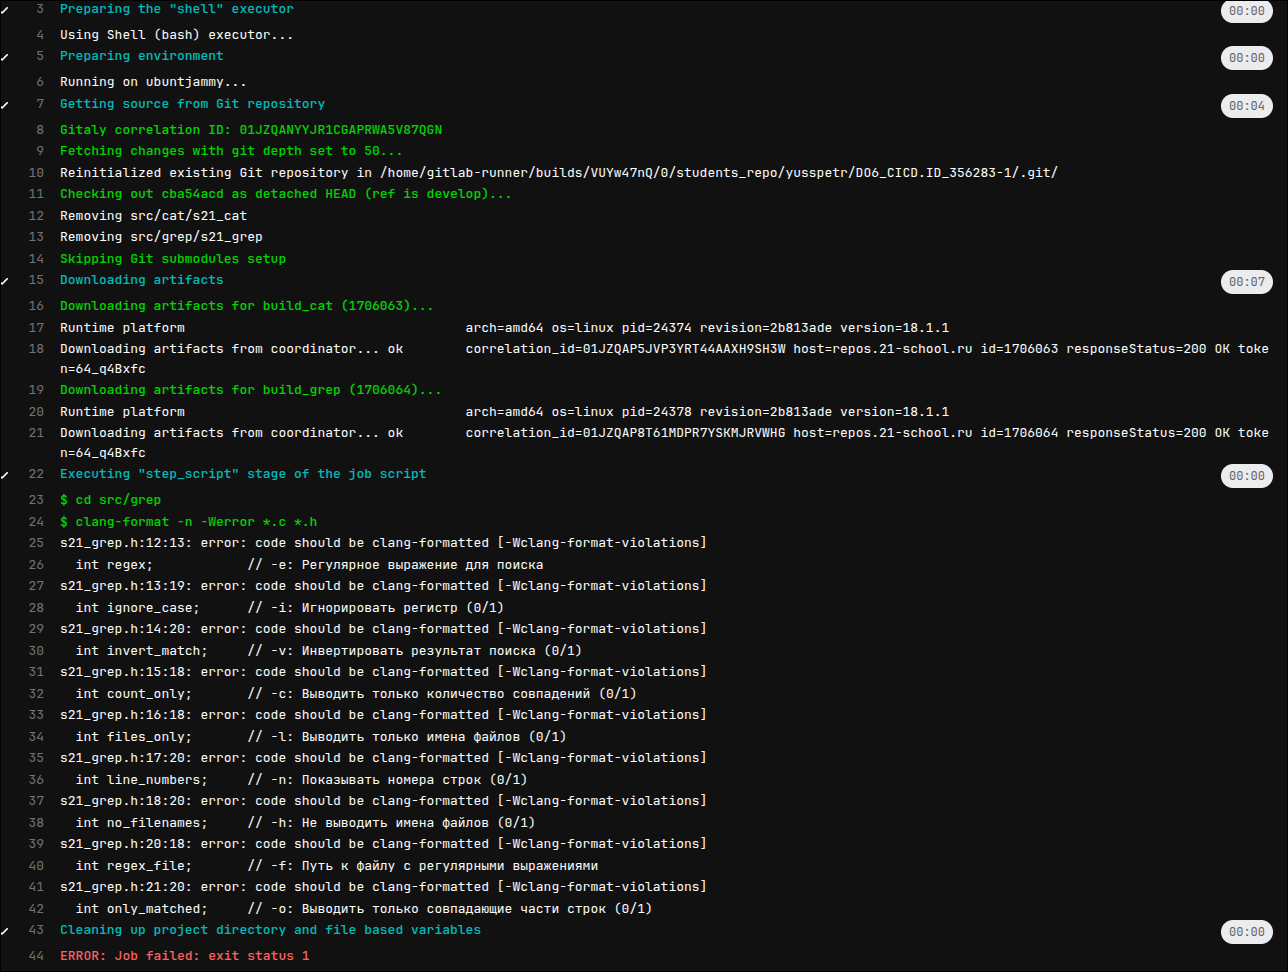 3 Preparing the "shell" executor 00:00
4 Using Shell (bash) executor...
5 Preparing environment 00:00
6 Running on ubuntjammy...
7 Getting source from Git repository 00:04
8 Gitaly correlation ID: 01JZQANYYJR1CGAPRWA5V87QGN
9 Fetching changes with git depth set to 50...
10 Reinitialized existing Git repository in /home/gitlab-runner/builds/VUYw47nQ/0/students_repo/yusspetr/DO6_CICD.ID_356283-1/.git/
11 Checking out cba54acd as detached HEAD (ref is develop)...
12 Removing src/cat/s21_cat
13 Removing src/grep/s21_grep
14 Skipping Git submodules setup
15 Downloading artifacts 00:07
16 Downloading artifacts for build_cat (1706063)...
17 Runtime platform arch=amd64 os=linux pid=24374 revision=2b813ade version=18.1.1
18 Downloading artifacts from coordinator... ok correlation_id=01JZQAP5JVP3YRT44AAXH9SH3W host=repos.21-school.ru id=1706063 responseStatus=200 OK toke
n=64_q4Bxfc
19 Downloading artifacts for build_grep (1706064)...
20 Runtime platform arch=amd64 os=linux pid=24378 revision=2b813ade version=18.1.1
21 Downloading artifacts from coordinator... ok correlation_id=01JZQAP8T61MDPR7YSKMJRVWHG host=repos.21-school.ru id=1706064 responseStatus=200 OK toke
n=64_q4Bxfc
22 Executing "step_script" stage of the job script 00:00
23 $ cd src/grep
24 $ clang-format -n -Werror *.c *.h
25 s21_grep.h:12:13: error: code should be clang-formatted [-Wclang-format-violations]
26 int regex; // -e: Регулярное выражение для поиска
27 s21_grep.h:13:19: error: code should be clang-formatted [-Wclang-format-violations]
28 int ignore_case; // -i: Игнорировать регистр (0/1)
29 s21_grep.h:14:20: error: code should be clang-formatted [-Wclang-format-violations]
30 int invert_match; // -v: Инвертировать результат поиска (0/1)
31 s21_grep.h:15:18: error: code should be clang-formatted [-Wclang-format-violations]
32 int count_only; // -c: Выводить только количество совпадений (0/1)
33 s21_grep.h:16:18: error: code should be clang-formatted [-Wclang-format-violations]
34 int files_only; // -l: Выводить только имена файлов (0/1)
35 s21_grep.h:17:20: error: code should be clang-formatted [-Wclang-format-violations]
36 int line_numbers; // -n: Показывать номера строк (0/1)
37 s21_grep.h:18:20: error: code should be clang-formatted [-Wclang-format-violations]
38 int no_filenames; // -h: Не выводить имена файлов (0/1)
39 s21_grep.h:20:18: error: code should be clang-formatted [-Wclang-format-violations]
40 int regex_file; // -f: Путь к файлу с регулярными выражениями
41 s21_grep.h:21:20: error: code should be clang-formatted [-Wclang-format-violations]
42 int only_matched; // -o: Выводить только совпадающие части строк (0/1)
43 Cleaning up project directory and file based variables 00:00
44 ERROR: Job failed: exit status 1